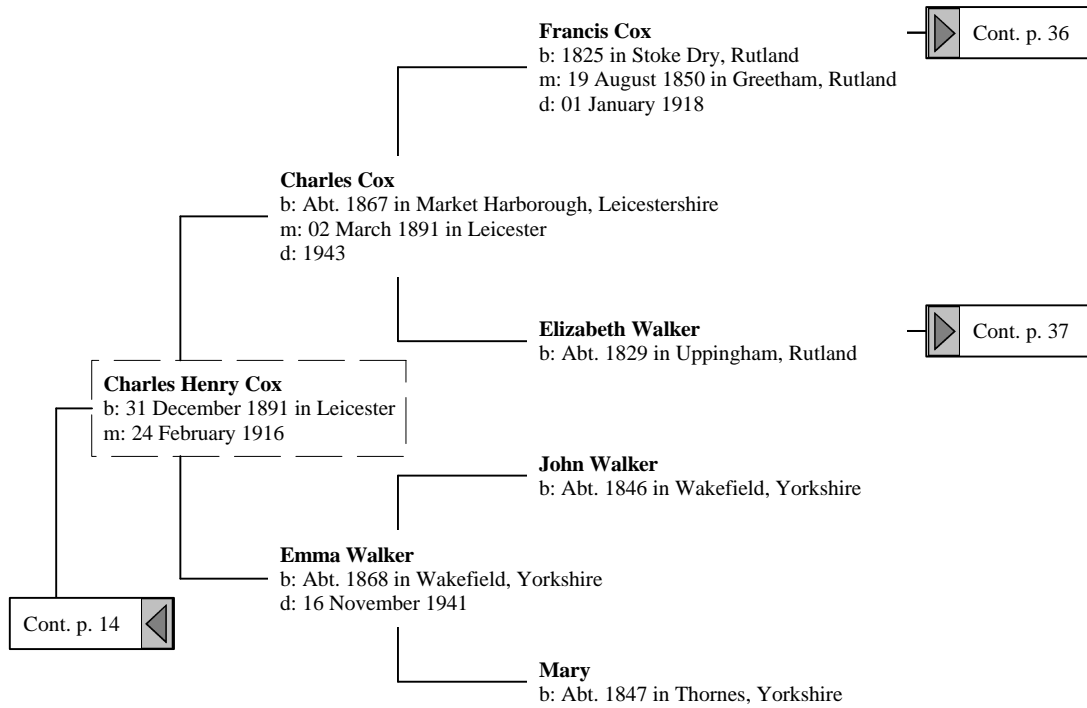 Francis Cox
b: 1825 in Stoke Dry, Rutland
m: 19 August 1850 in Greetham, Rutland
d: 01 January 1918
Cont. p. 36
Charles Cox
b: Abt. 1867 in Market Harborough, Leicestershire
m: 02 March 1891 in Leicester
d: 1943
Elizabeth Walker
b: Abt. 1829 in Uppingham, Rutland
Cont. p. 37
Charles Henry Cox
b: 31 December 1891 in Leicester
m: 24 February 1916
John Walker
b: Abt. 1846 in Wakefield, Yorkshire
Emma Walker
b: Abt. 1868 in Wakefield, Yorkshire
d: 16 November 1941
Cont. p. 14
Mary
b: Abt. 1847 in Thornes, Yorkshire